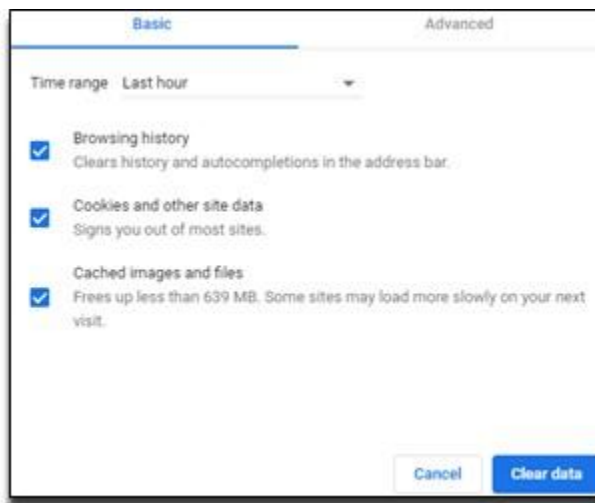 Basic Advanced
Time range Last hour
Browsing history
Clears history and autocompletions in the address bar.
Cookies and other site data
Signs you out of most sites.
Cached images and files
Frees up less than 639 MB. Some sites may load more slowly on your next
visit.
Cancel Clear data